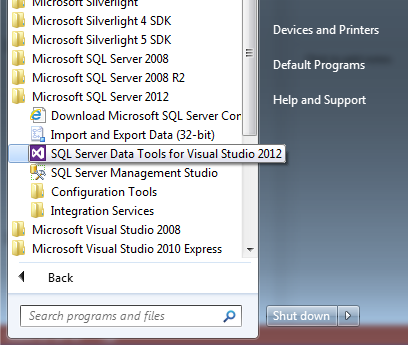 Microsoft Silverlight
Microsoft Silverlight 4 SDK
Microsoft Silverlight 5 SDK
Microsoft SQL Server 2008
Microsoft SQL Server 2008 R2
Microsoft SQL Server 2012
Download Microsoft SQL Server Con
Import and Export Data (32-bit)
SQL Server Data Tools for Visual Studio 2012
SQL Server Management Studio
Configuration Tools
Integration Services
Microsoft Visual Studio 2008
Microsoft Visual Studio 2010 Express
Back
Search programs and files
Devices and Printers
Default Programs
Help and Support
Shut down